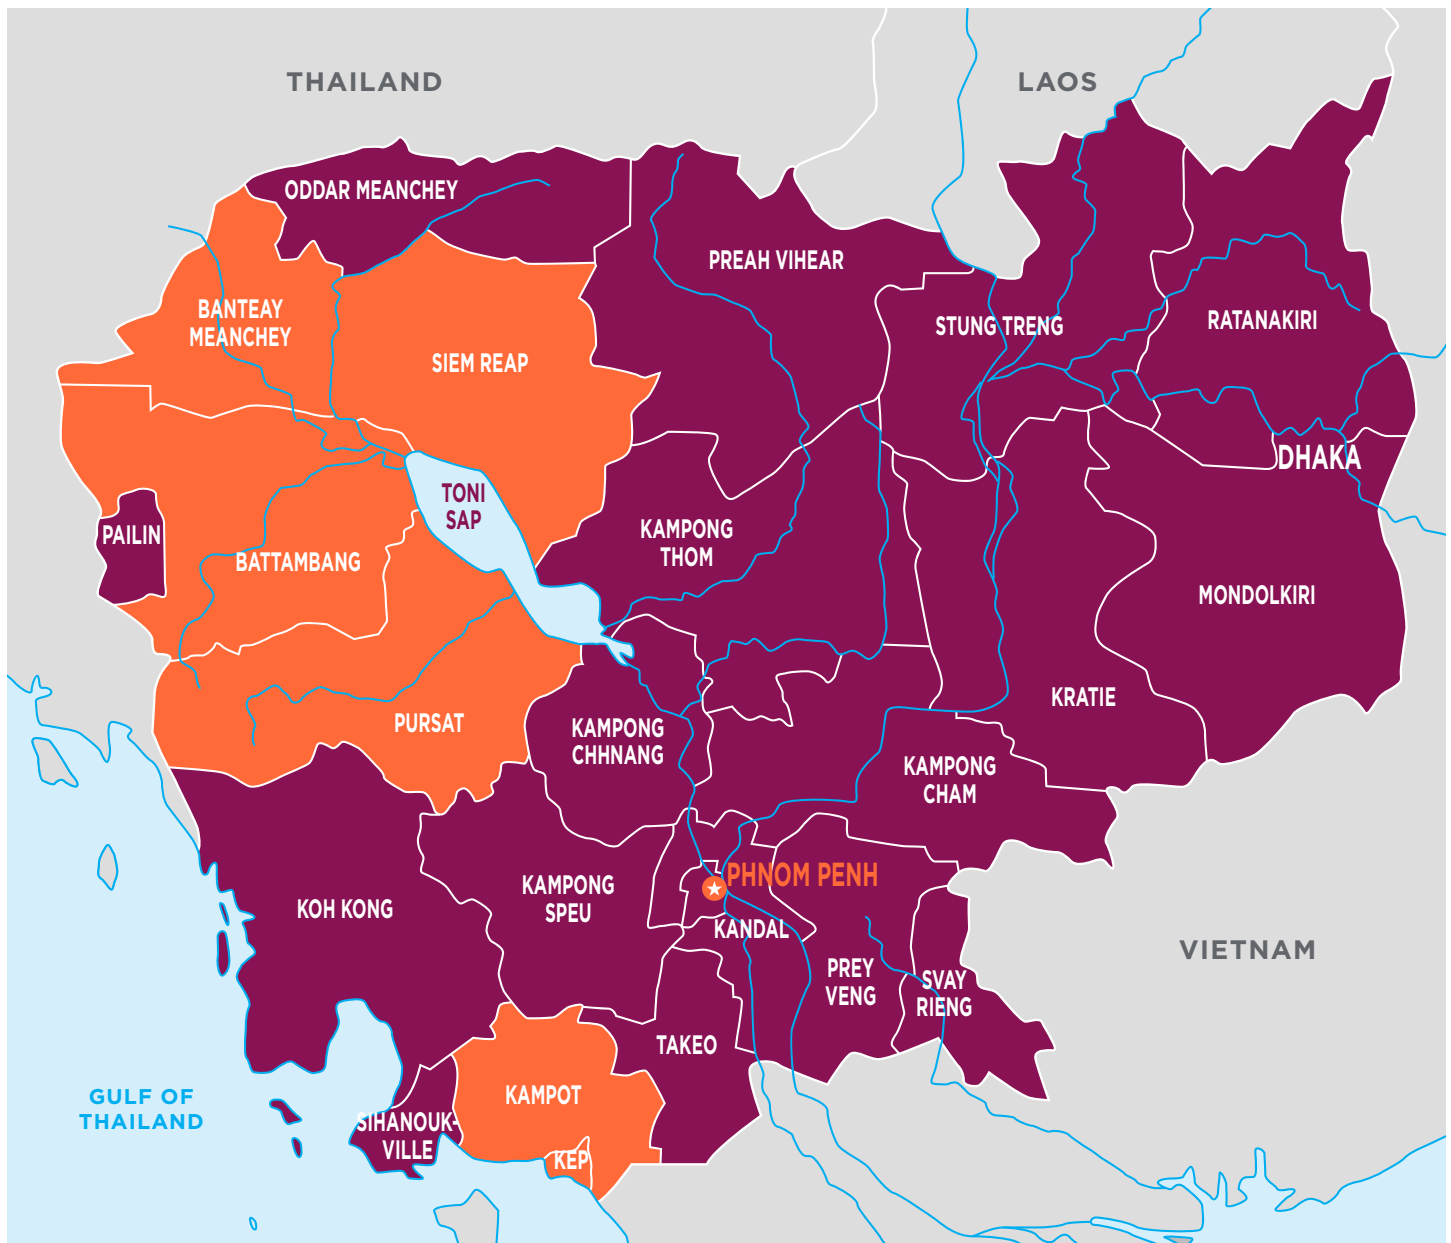 THAILAND
LAOS
ODDAR MEANCHEY
PREAH VIHEAR
BANTEAY
MEANCHEY
STUNG TRENG
RATANAKIRI
SIEM REAP
DHAKA
TONI
SAP
PAILIN
KAMPONG
THOM
BATTAMBANG
MONDOLKIRI
KRATIE
PURSAT
KAMPONG
CHHNANG
KAMPONG
CHAM
PHNOM PENH
KAMPONG
SPEU
KOH KONG
KANDAL
VIETNAM
PREY
VENG
SVAY
RIENG
TAKEO
GULF OF
THAILAND
KAMPOT
SIHANOUK-
VILLE
KEP